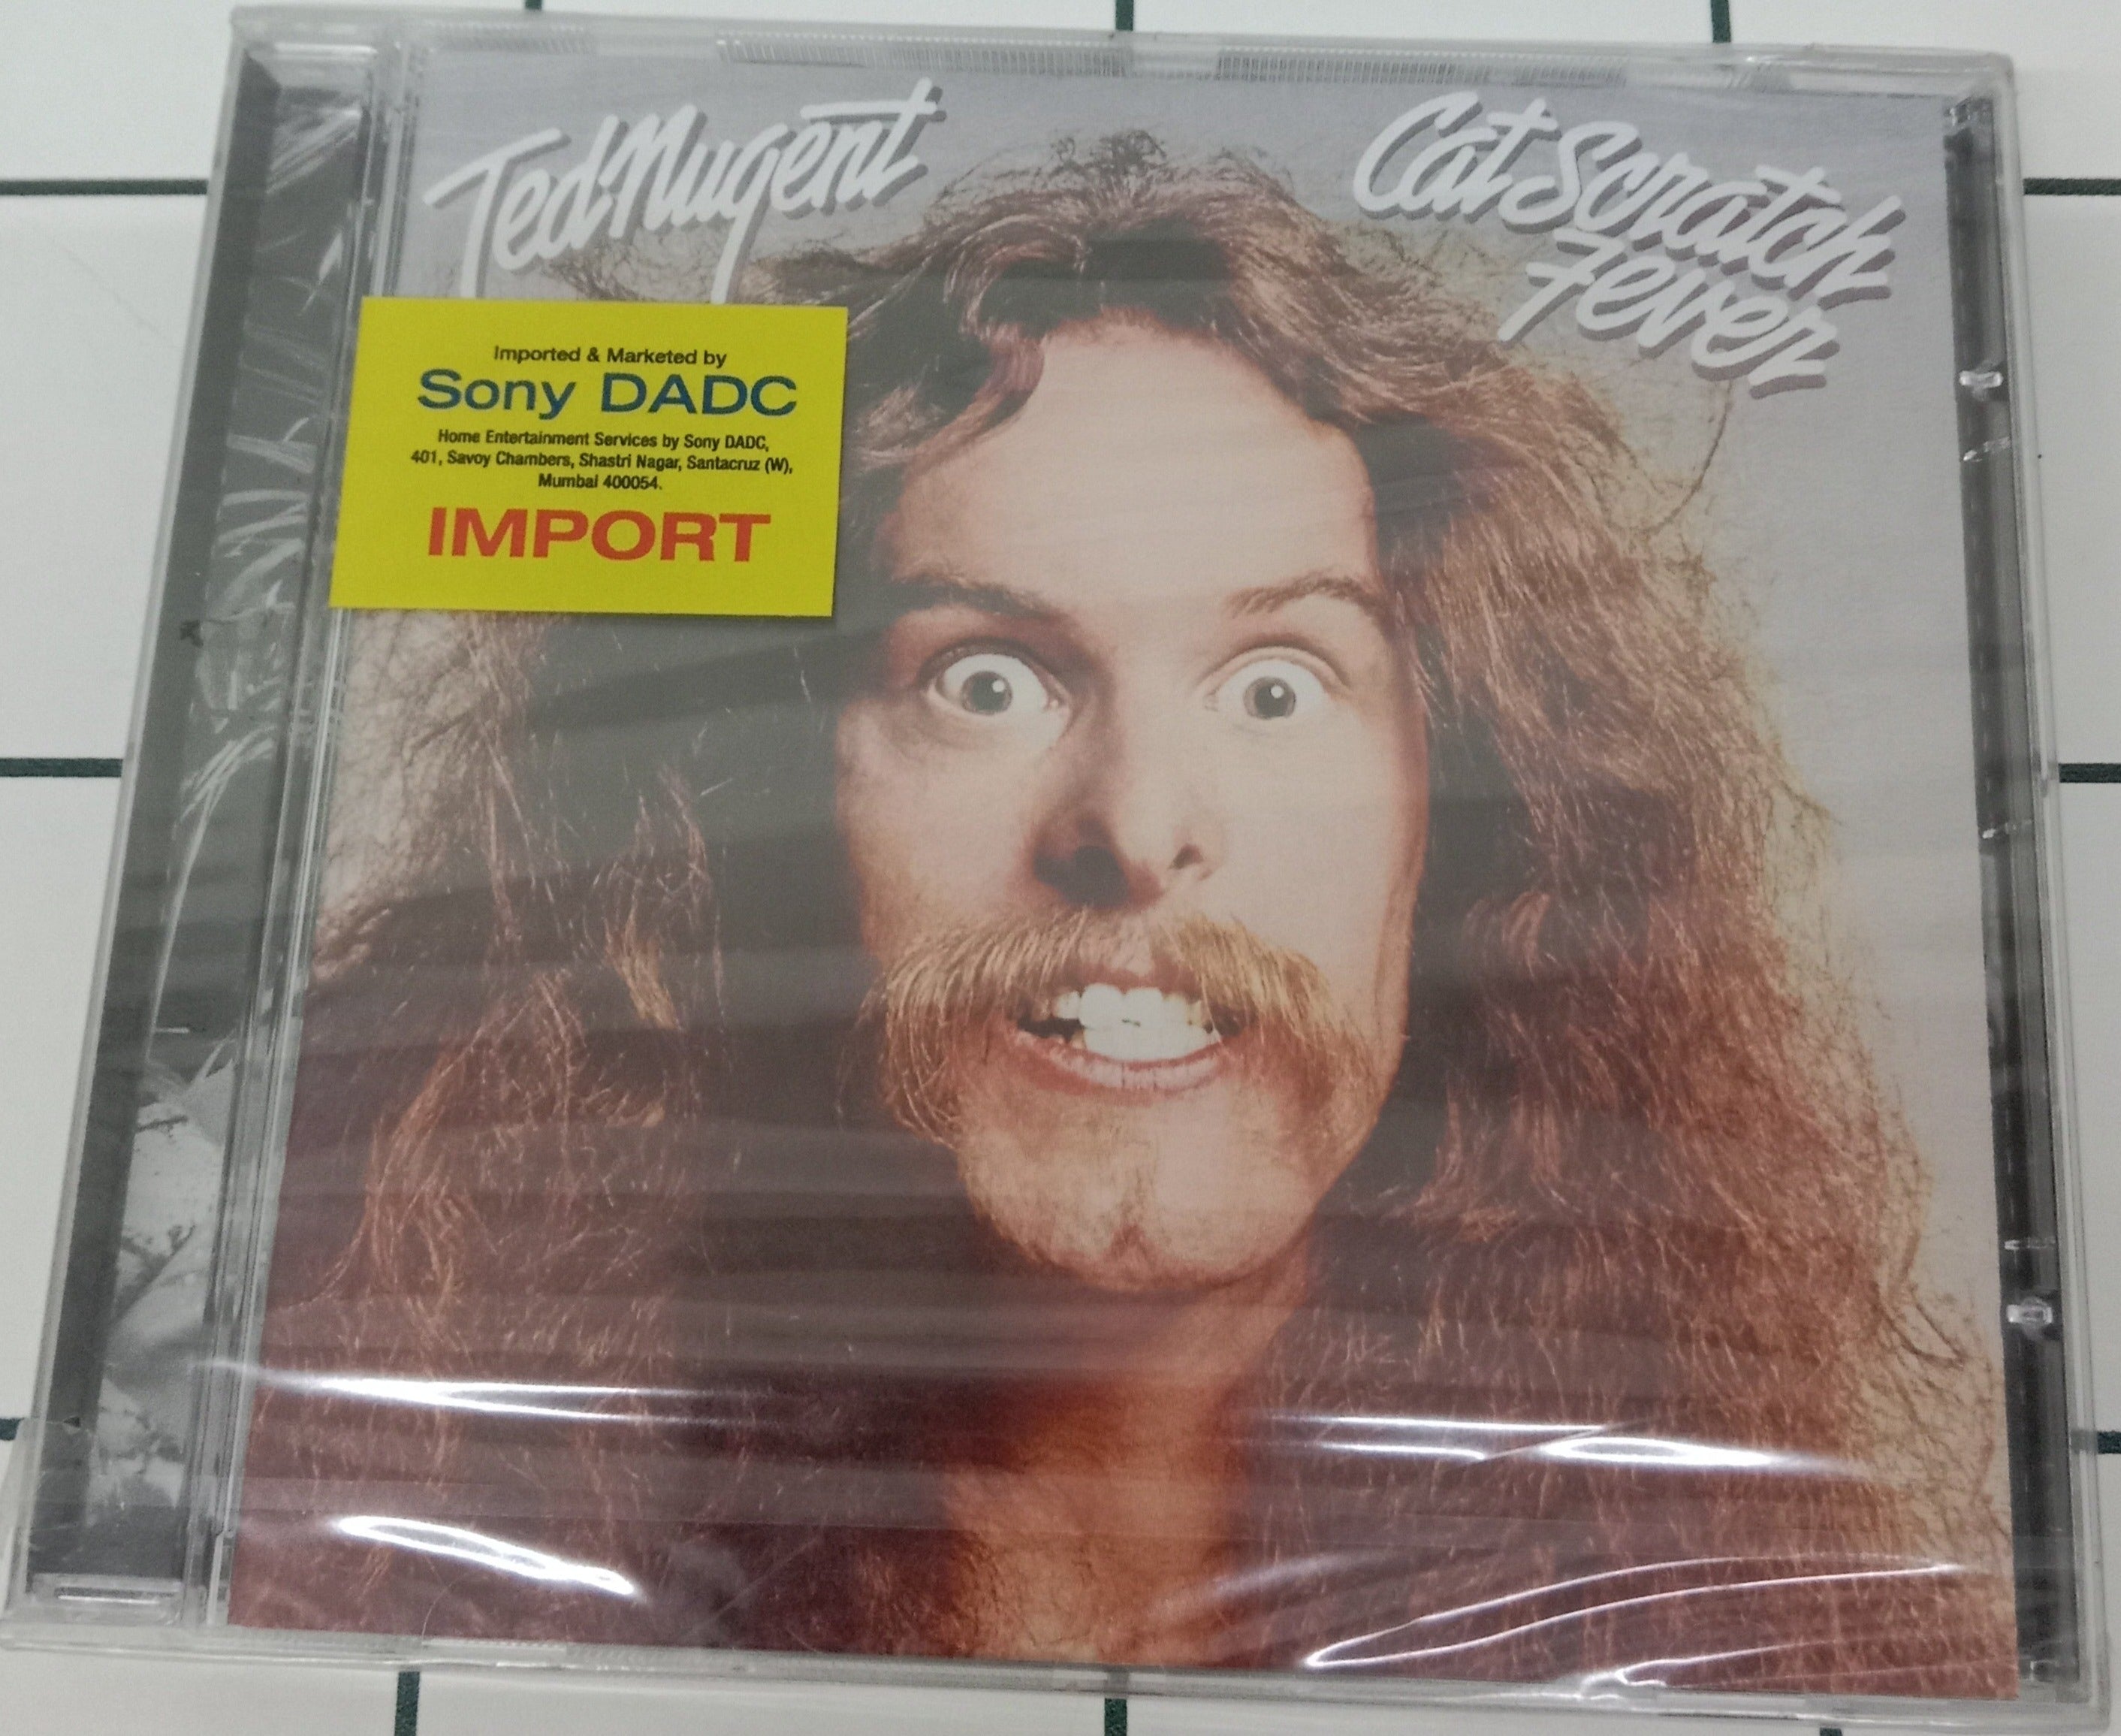 Ted Nugent
Cat Scratch
Fever
Imported & Marketed by
Sony DADC
Home Entertainment Services by Sony DADC,
401, Savoy Chambers, Shastri Nagar, Santacruz (W),
Mumbai 400054.
IMPORT